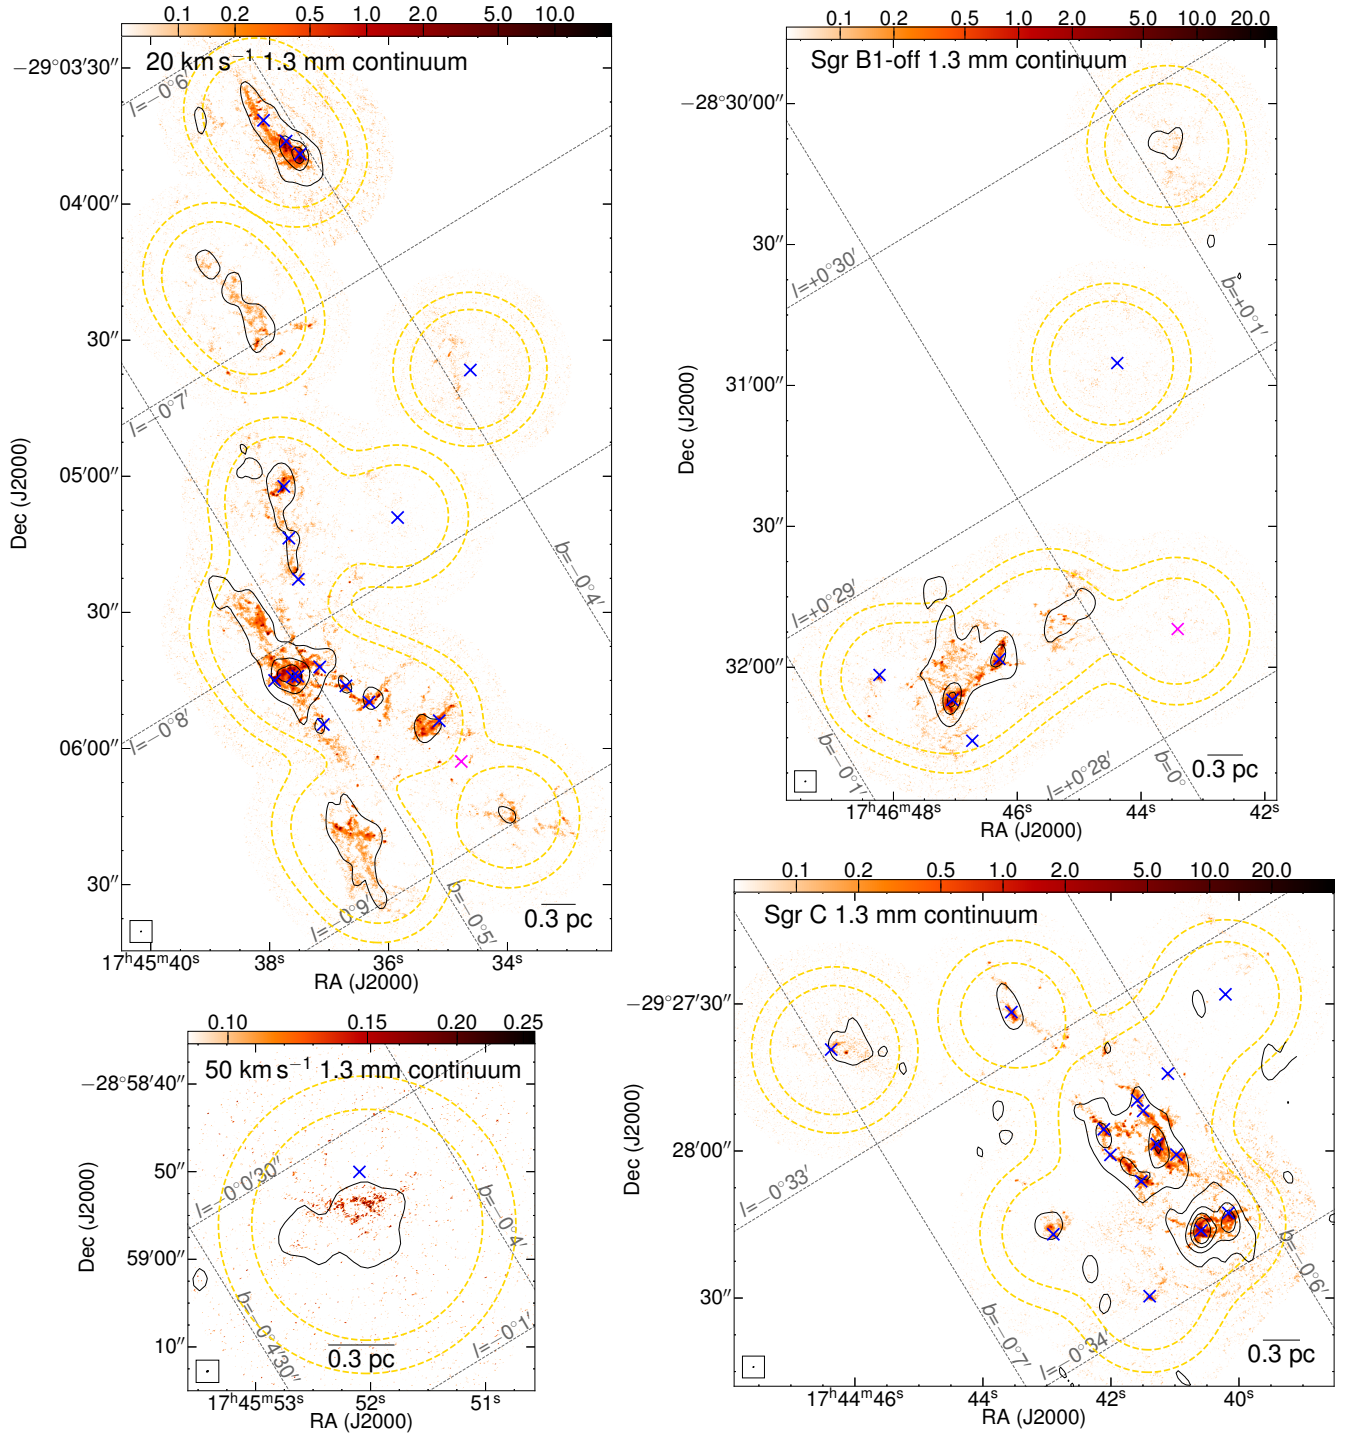 0.1 0.2 0.5 1.0 2.0 5.0 10.0
20 km s⁻¹ 1.3 mm continuum
−29°03′30″
04′00″
30″
05′00″
30″
06′00″
30″
Dec (J2000)
l=−0°6′
l=−0°7′
l=−0°8′
l=−0°9′
b=−0°4′
b=−0°5′
0.3 pc
17ʰ45ᵐ40ˢ 38ˢ 36ˢ 34ˢ
RA (J2000)
0.1 0.2 0.5 1.0 2.0 5.0 10.0 20.0
Sgr B1-off 1.3 mm continuum
−28°30′00″
30″
31′00″
30″
32′00″
Dec (J2000)
l=+0°30′
l=+0°29′
l=+0°28′
b=+0°1′
b=0°
b=−0°1′
0.3 pc
17ʰ46ᵐ48ˢ 46ˢ 44ˢ 42ˢ
RA (J2000)
0.10 0.15 0.20 0.25
50 km s⁻¹ 1.3 mm continuum
−28°58′40″
50″
59′00″
10″
Dec (J2000)
l=−0°0′30″
b=−0°4′
b=−0°4′30″
l=−0°1′
0.3 pc
17ʰ45ᵐ53ˢ 52ˢ 51ˢ
RA (J2000)
0.1 0.2 0.5 1.0 2.0 5.0 10.0 20.0
Sgr C 1.3 mm continuum
−29°27′30″
28′00″
30″
Dec (J2000)
l=−0°33′
l=−0°34′
b=−0°6′
b=−0°7′
0.3 pc
17ʰ44ᵐ46ˢ 44ˢ 42ˢ 40ˢ
RA (J2000)